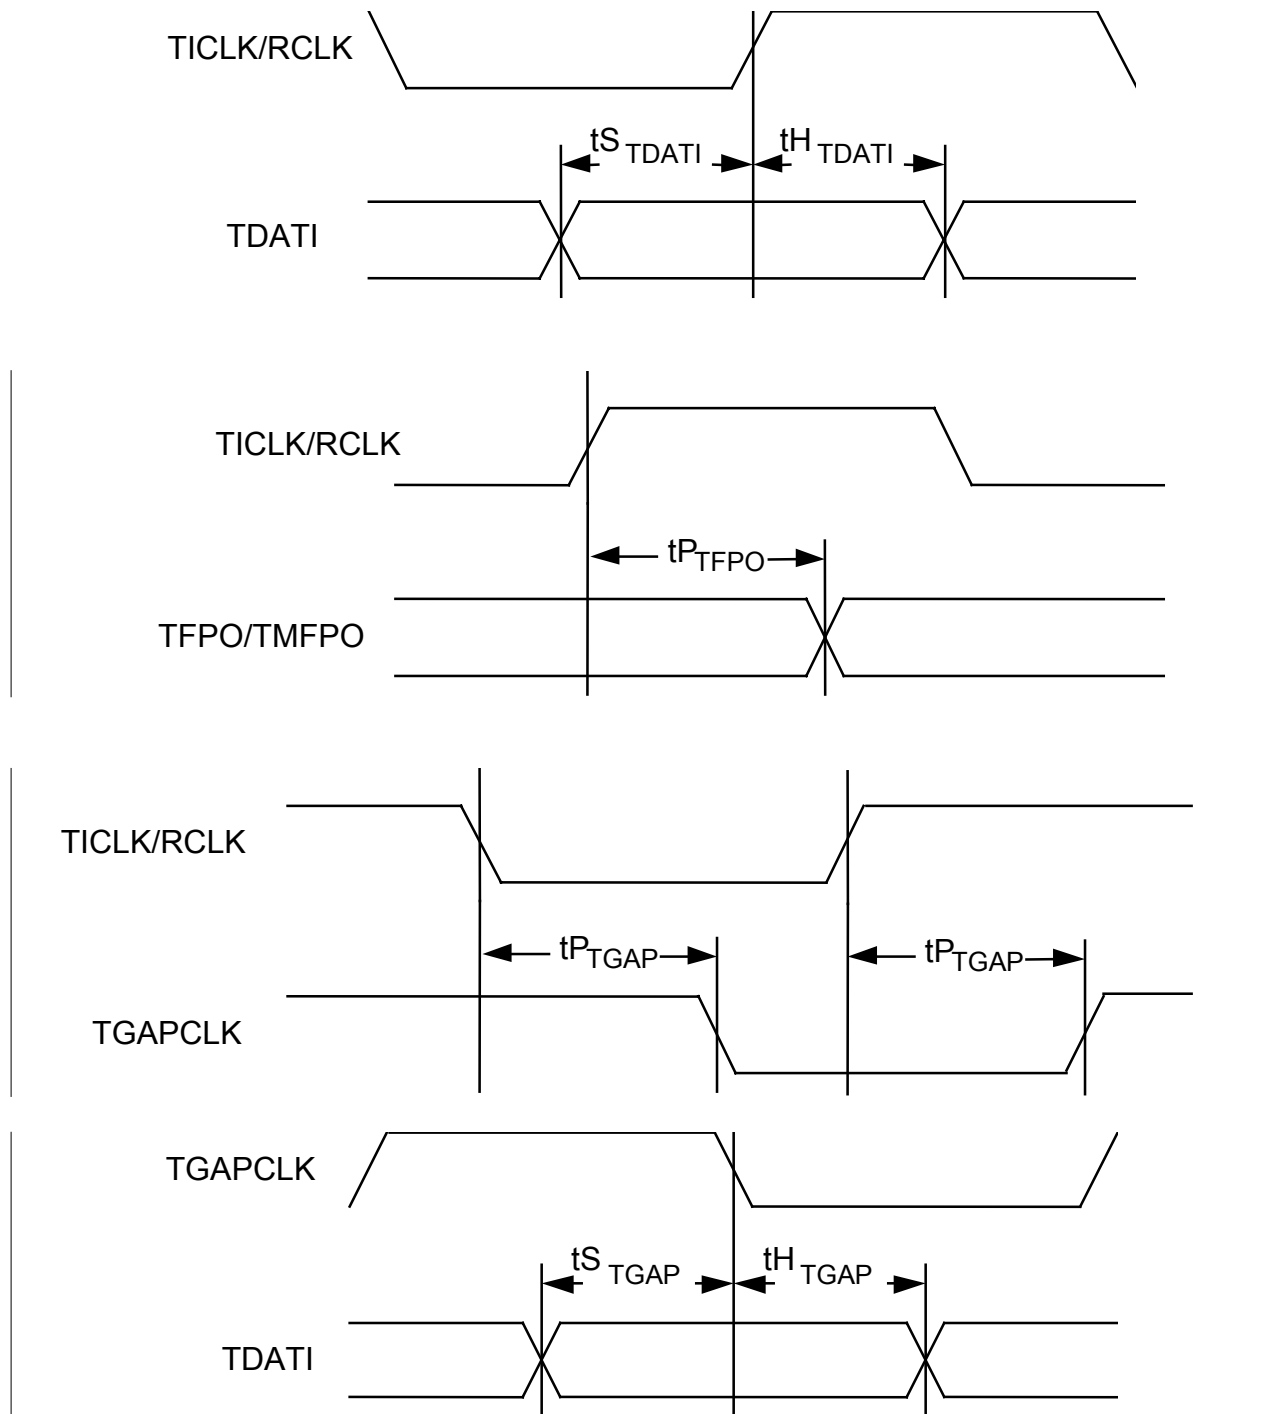 TICLK/RCLK
tS TDATI
tH TDATI
TDATI
TICLK/RCLK
tPTFPO
TFPO/TMFPO
TICLK/RCLK
tPTGAP
tPTGAP
TGAPCLK
TGAPCLK
tS TGAP
tH TGAP
TDATI